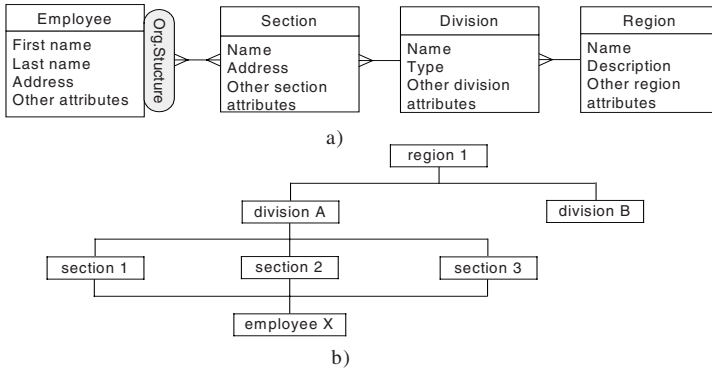 Employee
First name
Last name
Address
Other attributes
Org.Stucture
Section
Name
Address
Other section
attributes
Division
Name
Type
Other division
attributes
Region
Name
Description
Other region
attributes
a)
region 1
division A
division B
section 1
section 2
section 3
employee X
b)